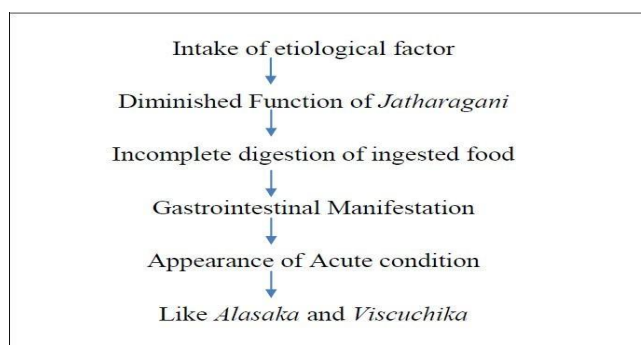 Intake of etiological factor
Diminished Function of Jatharagani
Incomplete digestion of ingested food
Gastrointestinal Manifestation
Appearance of Acute condition
Like Alasaka and Viscuchika